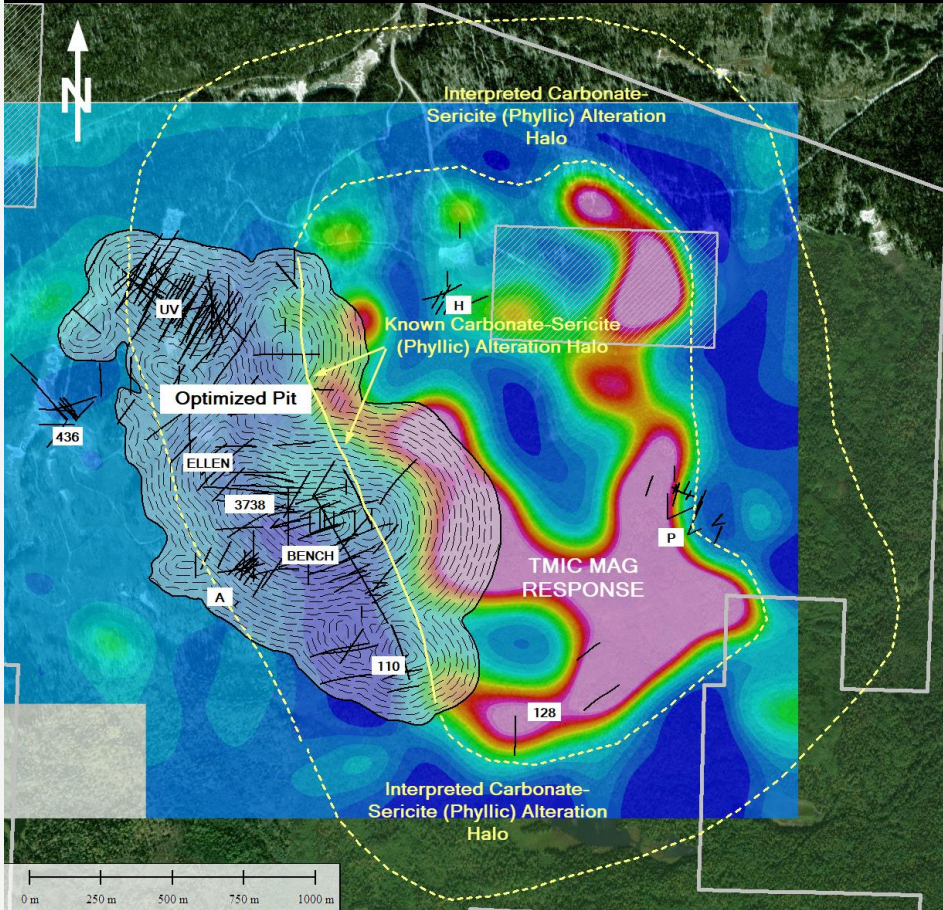 N
Interpreted Carbonate-
Sericite (Phyllic) Alteration
Halo
UV
H
Known Carbonate-Sericite
(Phyllic) Alteration Halo
Optimized Pit
436
ELLEN
3738
BENCH
P
TMIC MAG
RESPONSE
A
110
128
Interpreted Carbonate-
Sericite (Phyllic) Alteration
Halo
0 m 250 m 500 m 750 m 1000 m